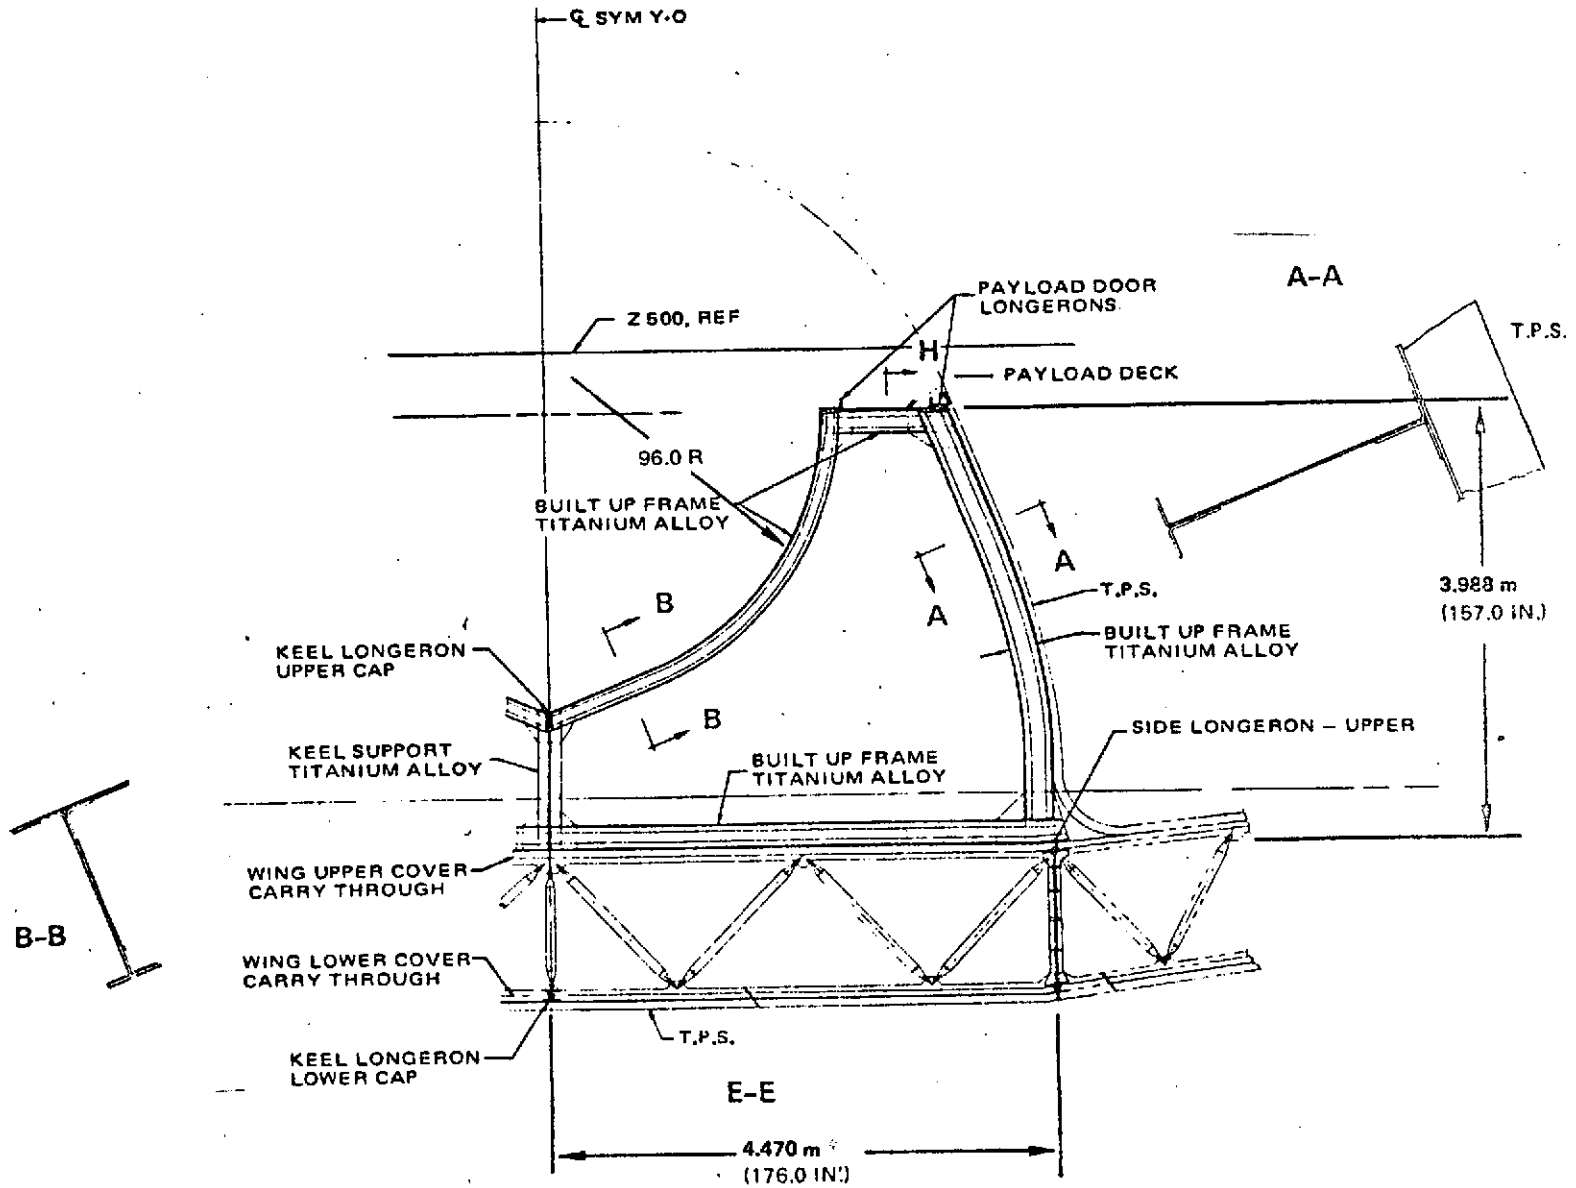 ℄ SYM Y·O
A-A
PAYLOAD DOOR
LONGERONS
T.P.S.
Z 500, REF
H
PAYLOAD DECK
96.0 R
BUILT UP FRAME
TITANIUM ALLOY
A
A
T.P.S.
3.988 m
(157.0 IN.)
B
BUILT UP FRAME
TITANIUM ALLOY
KEEL LONGERON
UPPER CAP
B
SIDE LONGERON – UPPER
KEEL SUPPORT
TITANIUM ALLOY
BUILT UP FRAME
TITANIUM ALLOY
WING UPPER COVER
CARRY THROUGH
B-B
WING LOWER COVER
CARRY THROUGH
T.P.S.
KEEL LONGERON
LOWER CAP
E-E
4.470 m
(176.0 IN.)